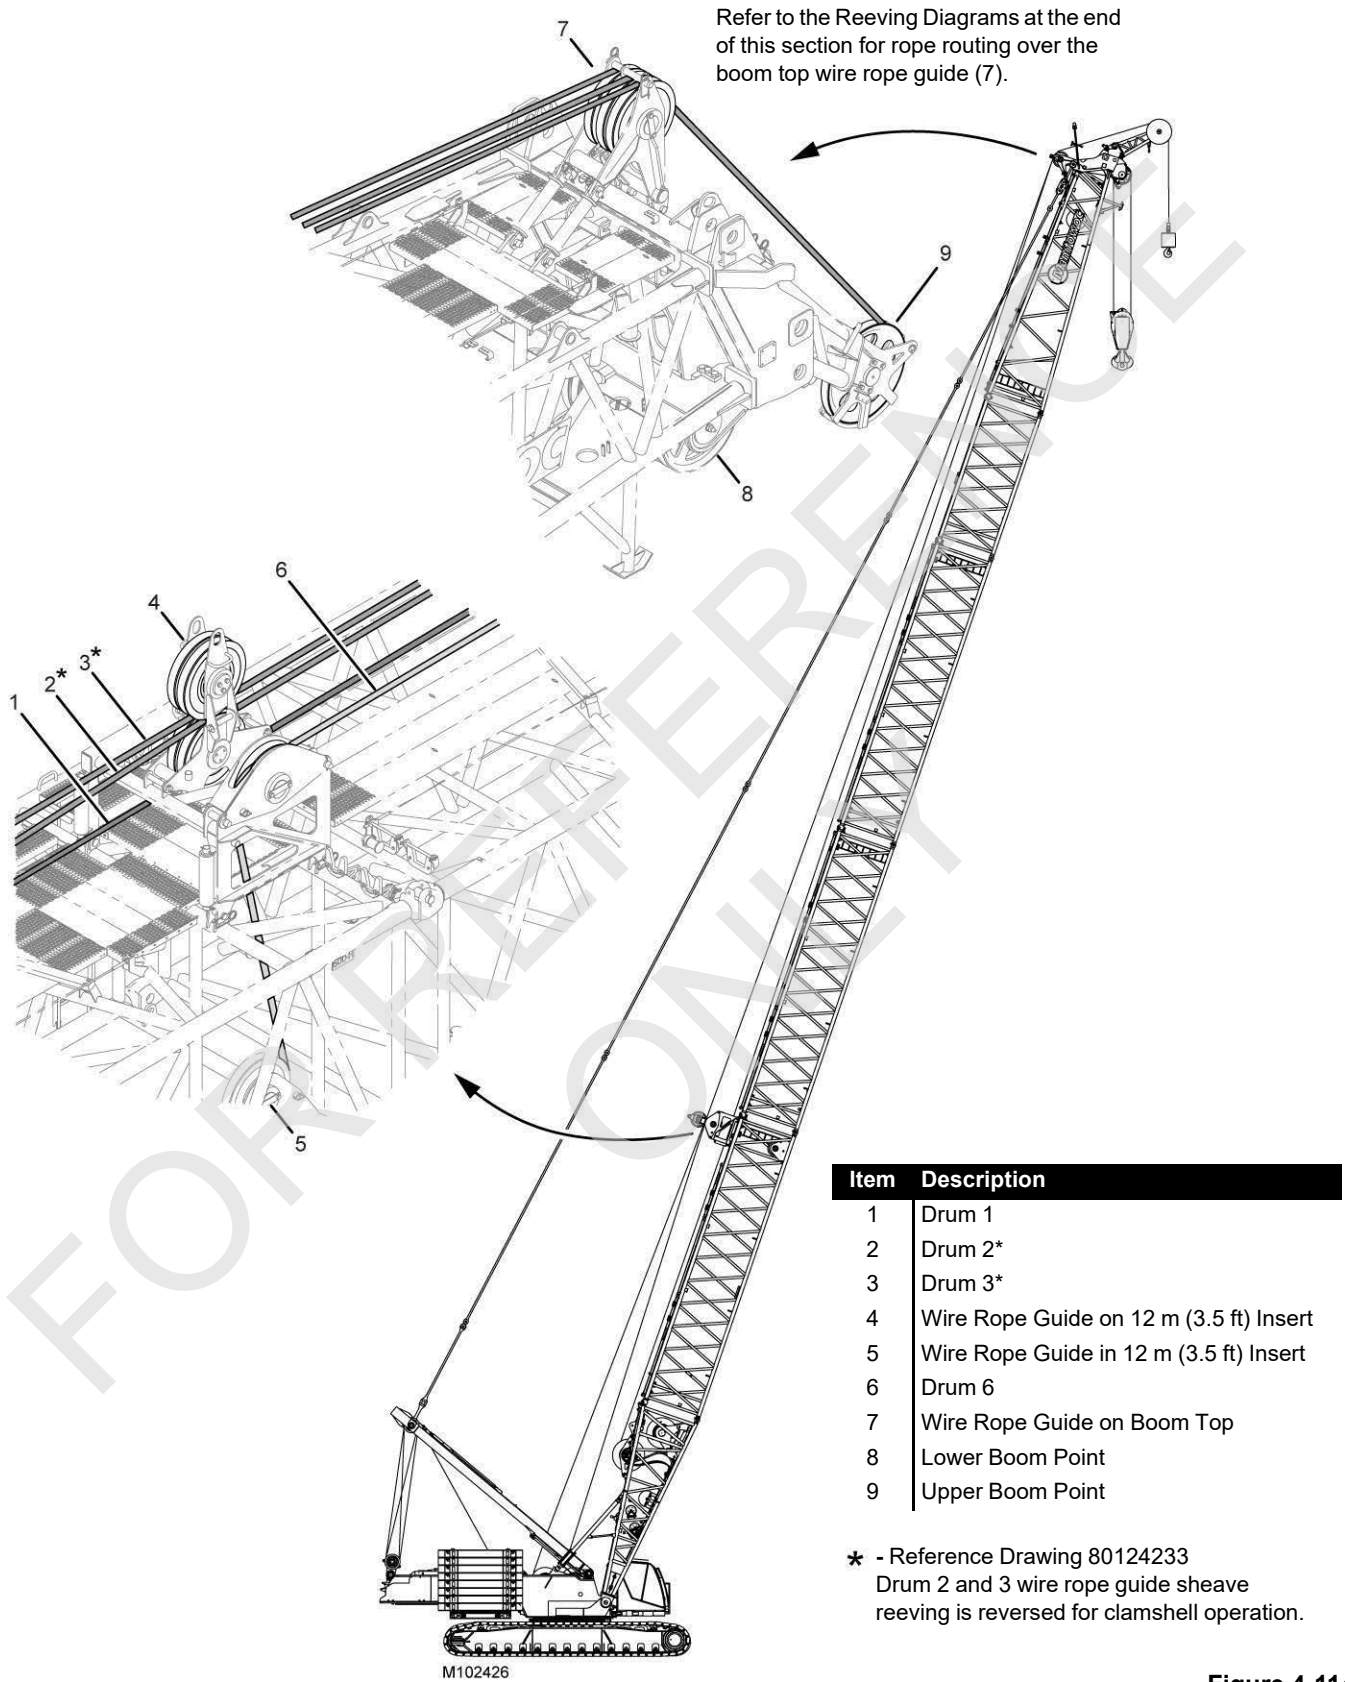 Refer to the Reeving Diagrams at the end
of this section for rope routing over the
boom top wire rope guide (7).
7
9
8
6
4
3*
2*
1
5
FOR REFERENCE
ONLY
Item Description
1 Drum 1
2 Drum 2*
3 Drum 3*
4 Wire Rope Guide on 12 m (3.5 ft) Insert
5 Wire Rope Guide in 12 m (3.5 ft) Insert
6 Drum 6
7 Wire Rope Guide on Boom Top
8 Lower Boom Point
9 Upper Boom Point
* - Reference Drawing 80124233
Drum 2 and 3 wire rope guide sheave
reeving is reversed for clamshell operation.
M102426